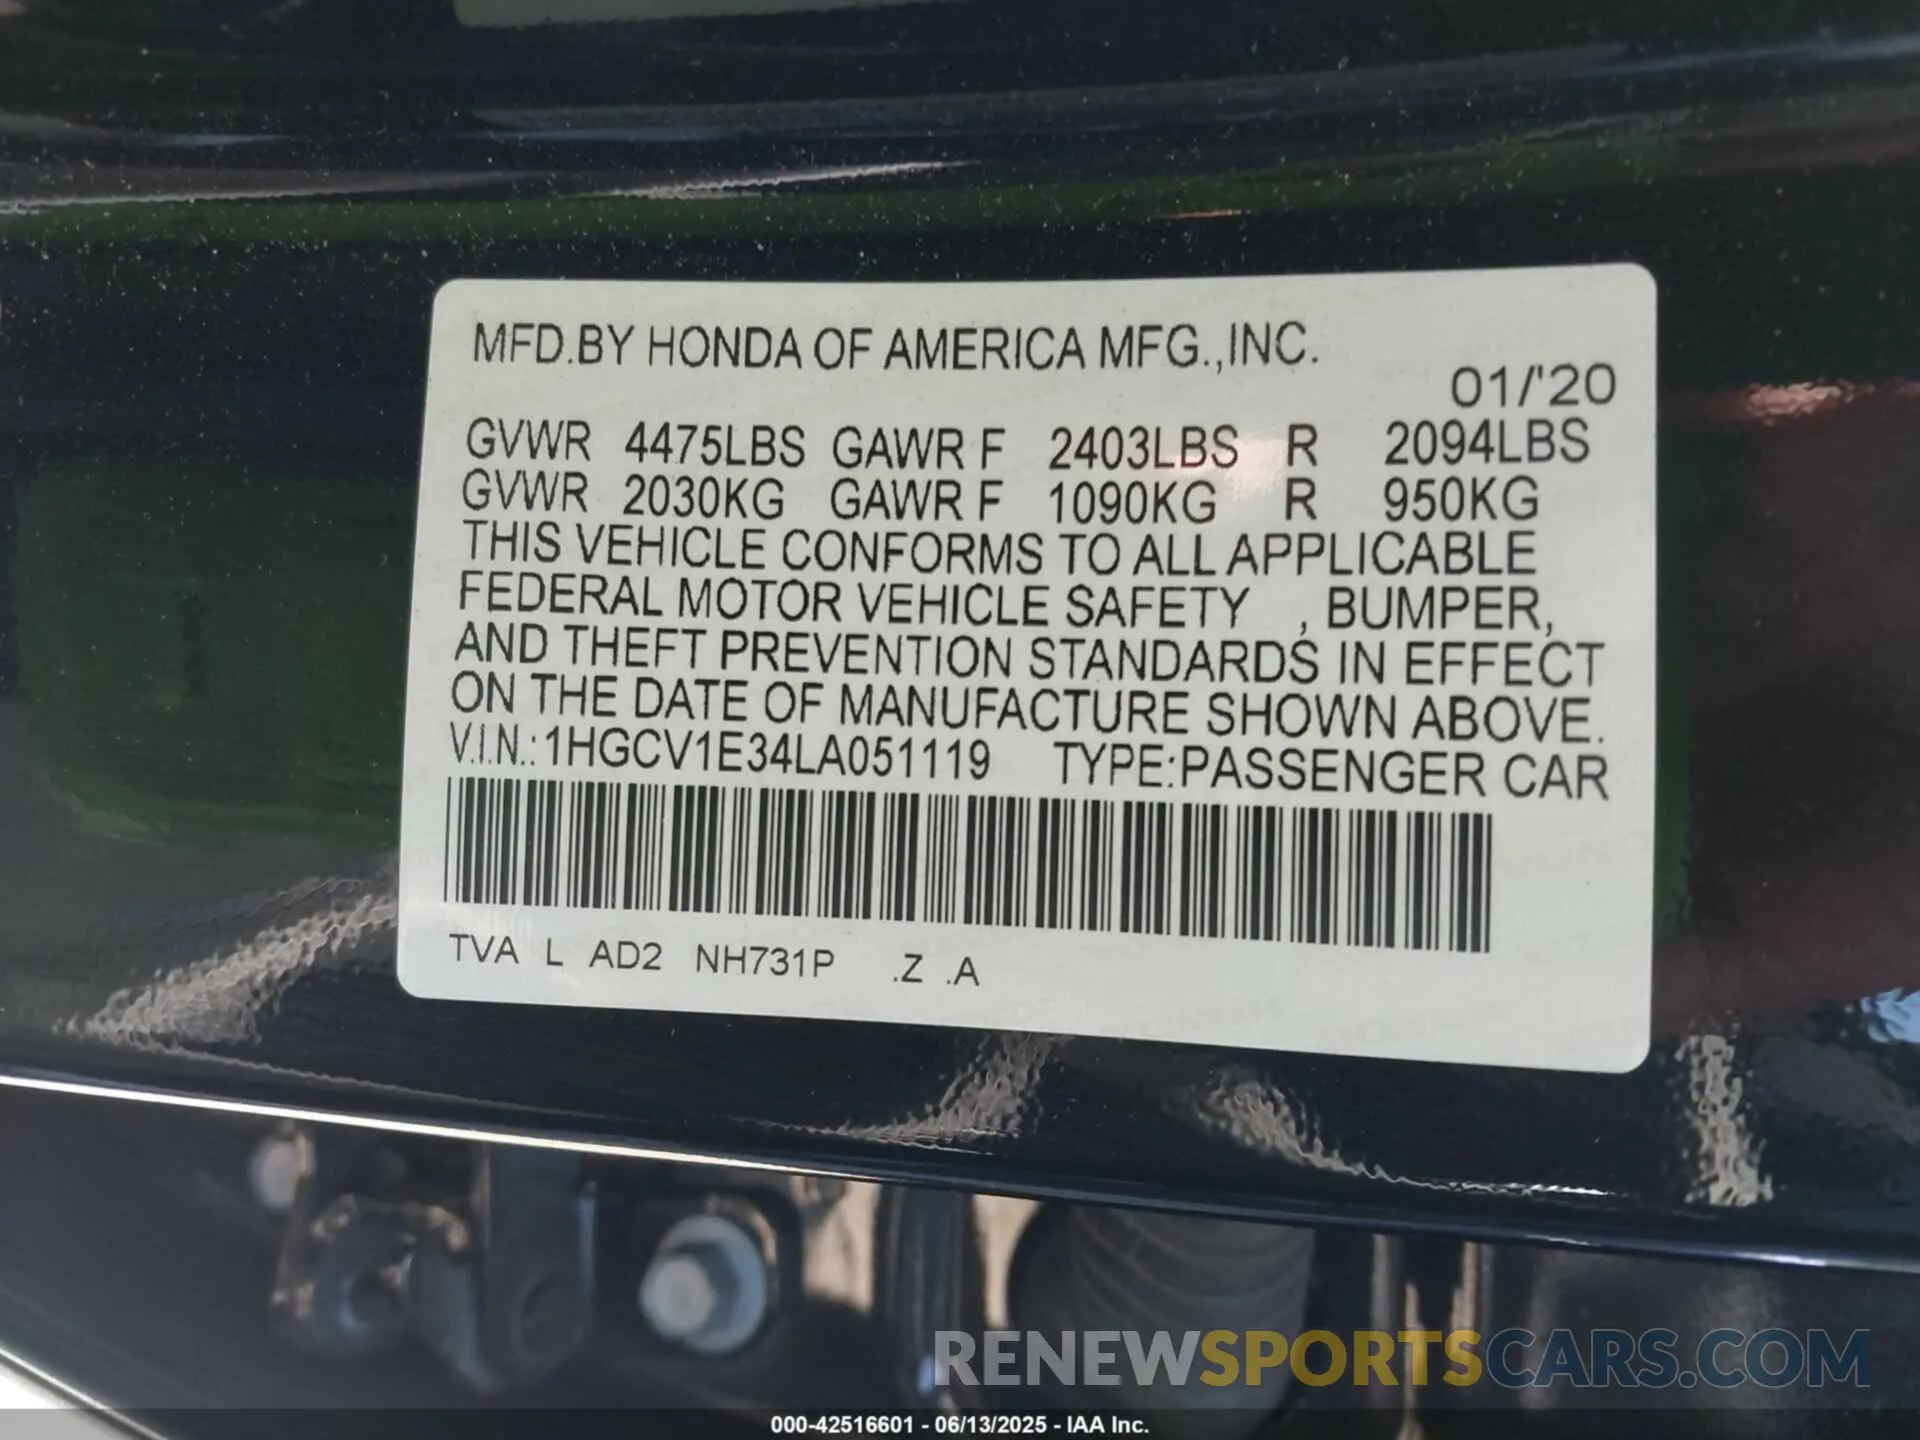 MFD.BY HONDA OF AMERICA MFG.,INC.
01/'20
GVWR 4475LBS GAWR F 2403LBS R 2094LBS
GVWR 2030KG GAWR F 1090KG R 950KG
THIS VEHICLE CONFORMS TO ALL APPLICABLE
FEDERAL MOTOR VEHICLE SAFETY , BUMPER,
AND THEFT PREVENTION STANDARDS IN EFFECT
ON THE DATE OF MANUFACTURE SHOWN ABOVE.
V.I.N.:1HGCV1E34LA051119 TYPE:PASSENGER CAR
TVA L AD2 NH731P .Z .A
RENEWSPORTSCARS.COM
000-42516601 - 06/13/2025 - IAA Inc.